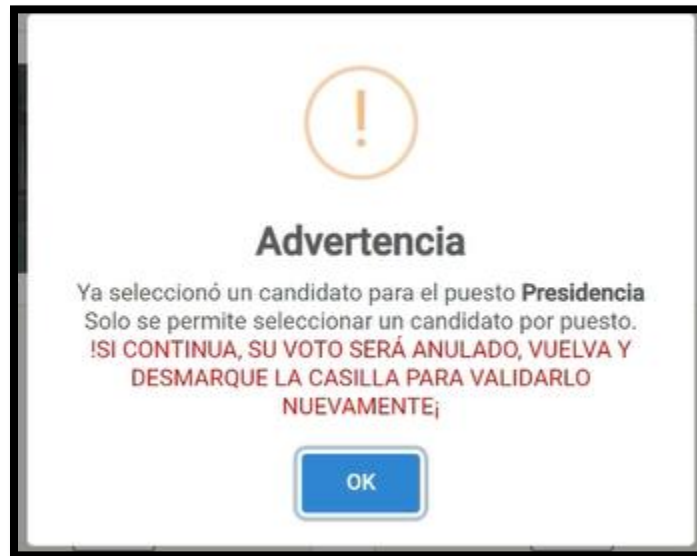 !
Advertencia
Ya seleccionó un candidato para el puesto Presidencia
Solo se permite seleccionar un candidato por puesto.
!SI CONTINUA, SU VOTO SERÁ ANULADO, VUELVA Y
DESMARQUE LA CASILLA PARA VALIDARLO
NUEVAMENTE¡
OK